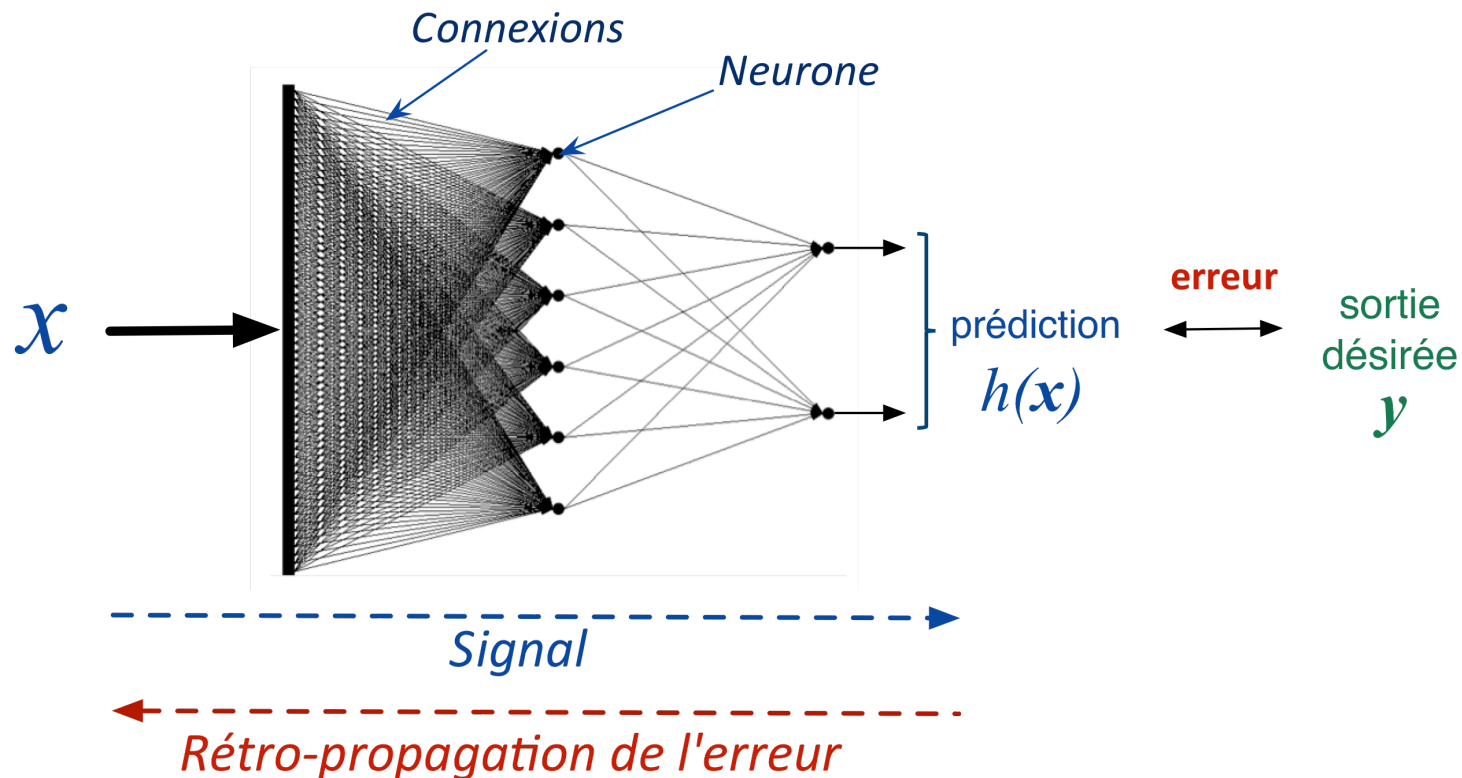 Connexions
Neurone
x
erreur
prédiction
h(x)
sortie
désirée
y
Signal
Rétro-propagation de l'erreur